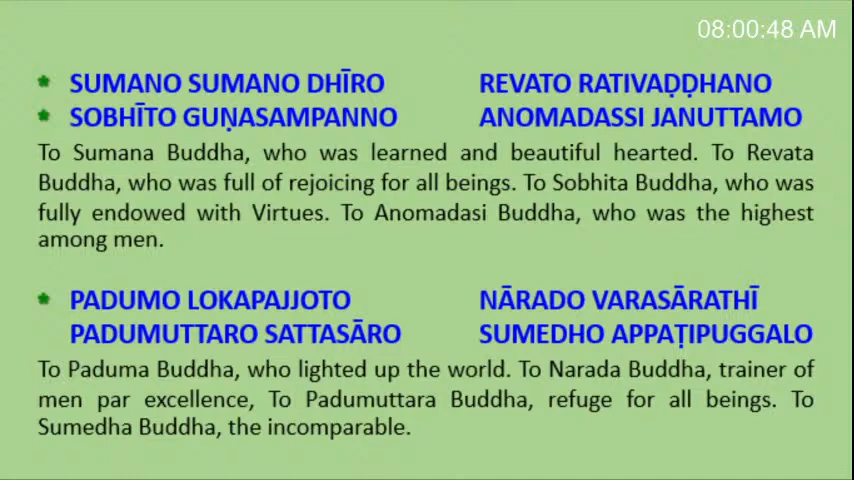 08:00:48 AM
* SUMANO SUMANO DHĪRO REVATO RATIVAḌḌHANO
* SOBHĪTO GUṆASAMPANNO ANOMADASSI JANUTTAMO
To Sumana Buddha, who was learned and beautiful hearted. To Revata
Buddha, who was full of rejoicing for all beings. To Sobhita Buddha, who was
fully endowed with Virtues. To Anomadasi Buddha, who was the highest
among men.
* PADUMO LOKAPAJJOTO NĀRADO VARASĀRATHĪ
PADUMUTTARO SATTASĀRO SUMEDHO APPAṬIPUGGALO
To Paduma Buddha, who lighted up the world. To Narada Buddha, trainer of
men par excellence, To Padumuttara Buddha, refuge for all beings. To
Sumedha Buddha, the incomparable.